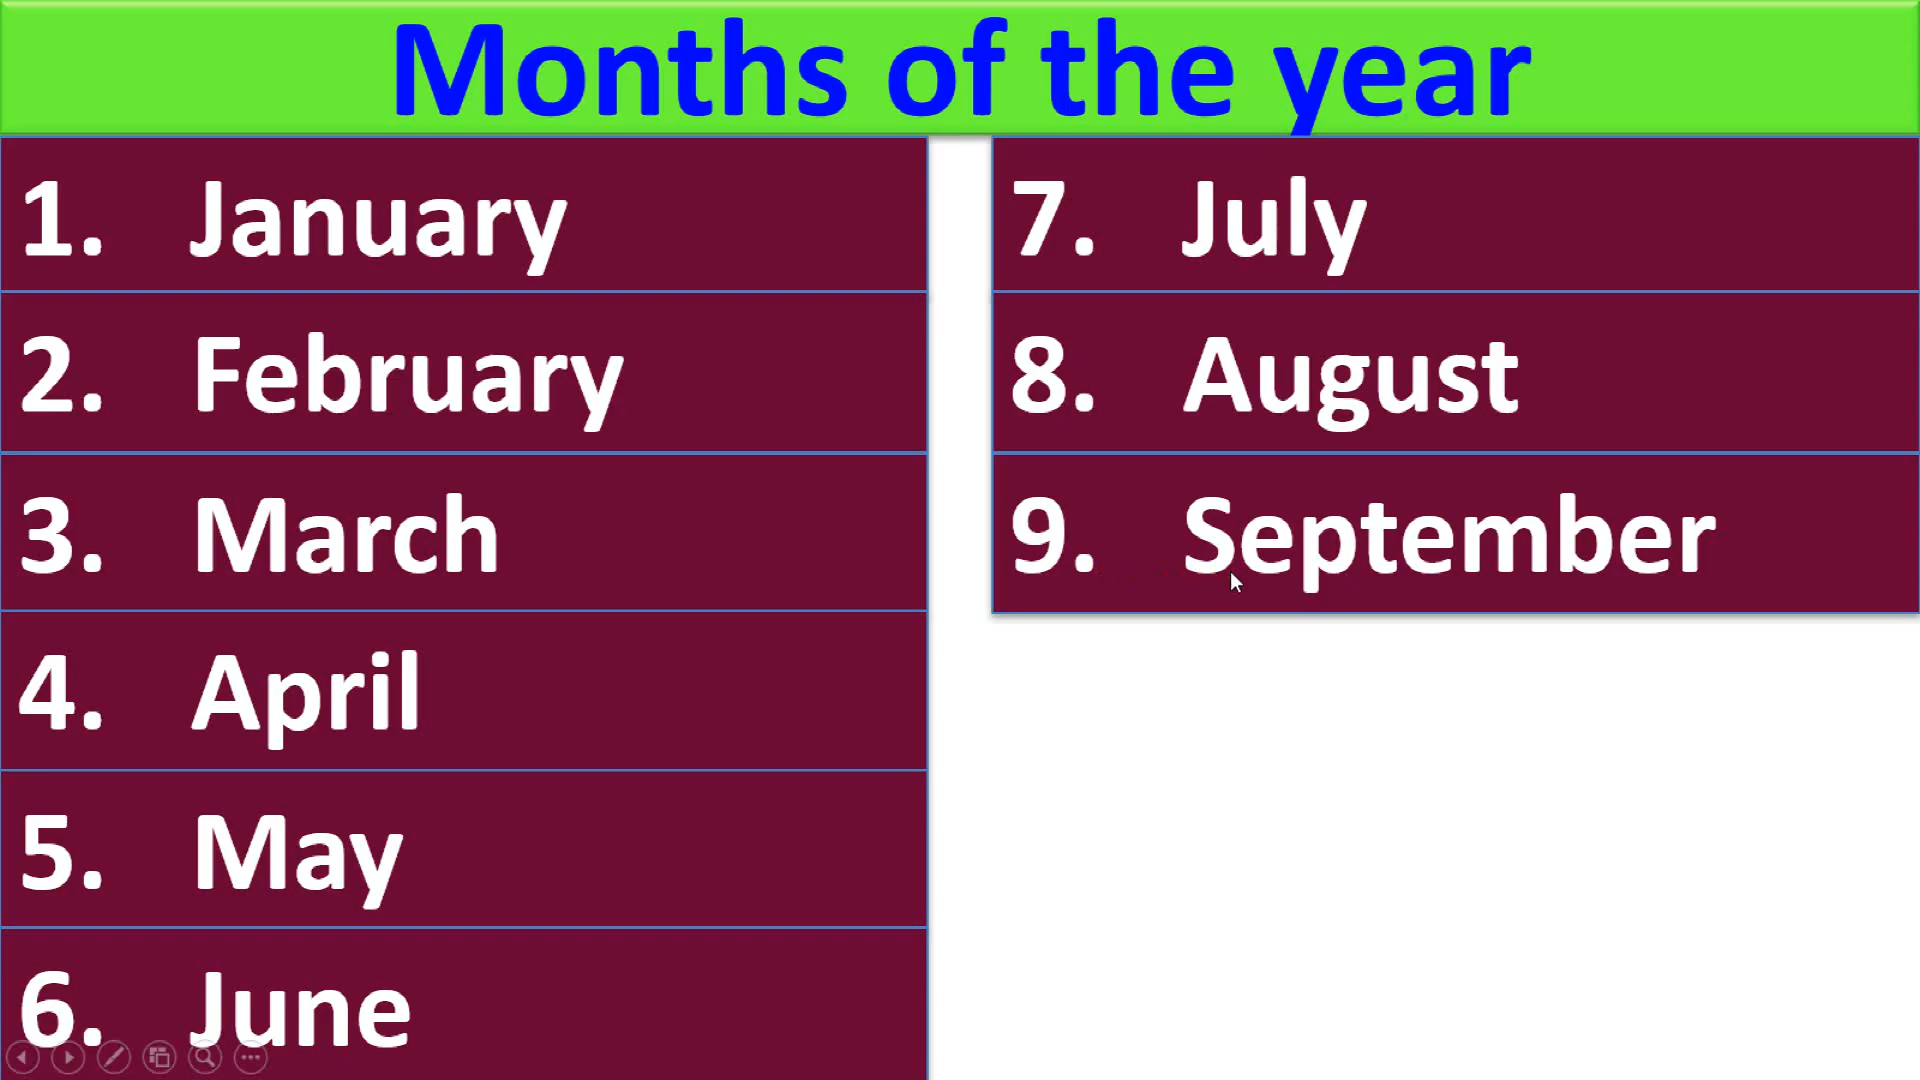 Months of the year
1. January
2. February
3. March
4. April
5. May
6. June
7. July
8. August
9. September